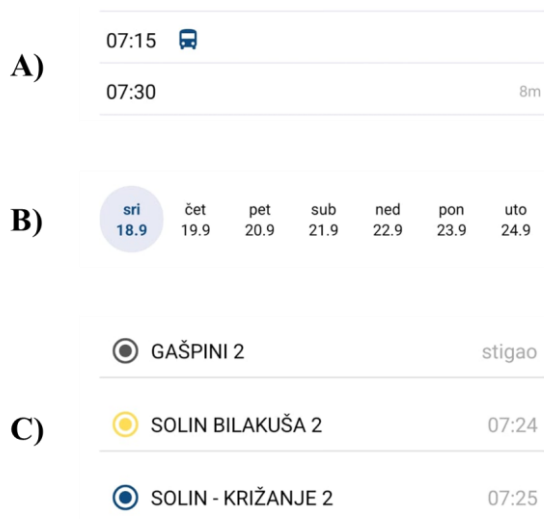 A)
07:15
07:30 8m
B)
sri čet pet sub ned pon uto
18.9 19.9 20.9 21.9 22.9 23.9 24.9
C)
GAŠPINI 2 stigao
SOLIN BILAKUŠA 2 07:24
SOLIN - KRIŽANJE 2 07:25